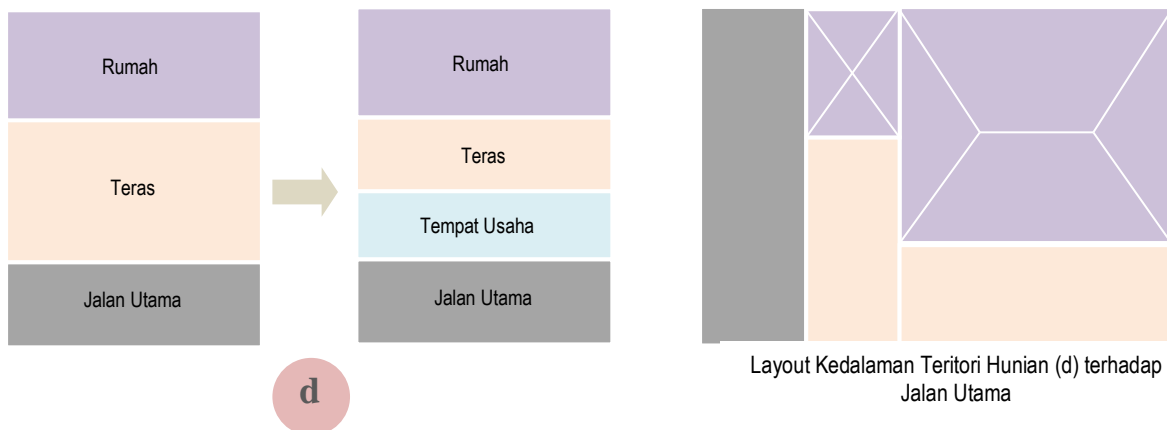 Rumah
Teras
Jalan Utama
Rumah
Teras
Tempat Usaha
Jalan Utama
d
Layout Kedalaman Teritori Hunian (d) terhadap
Jalan Utama